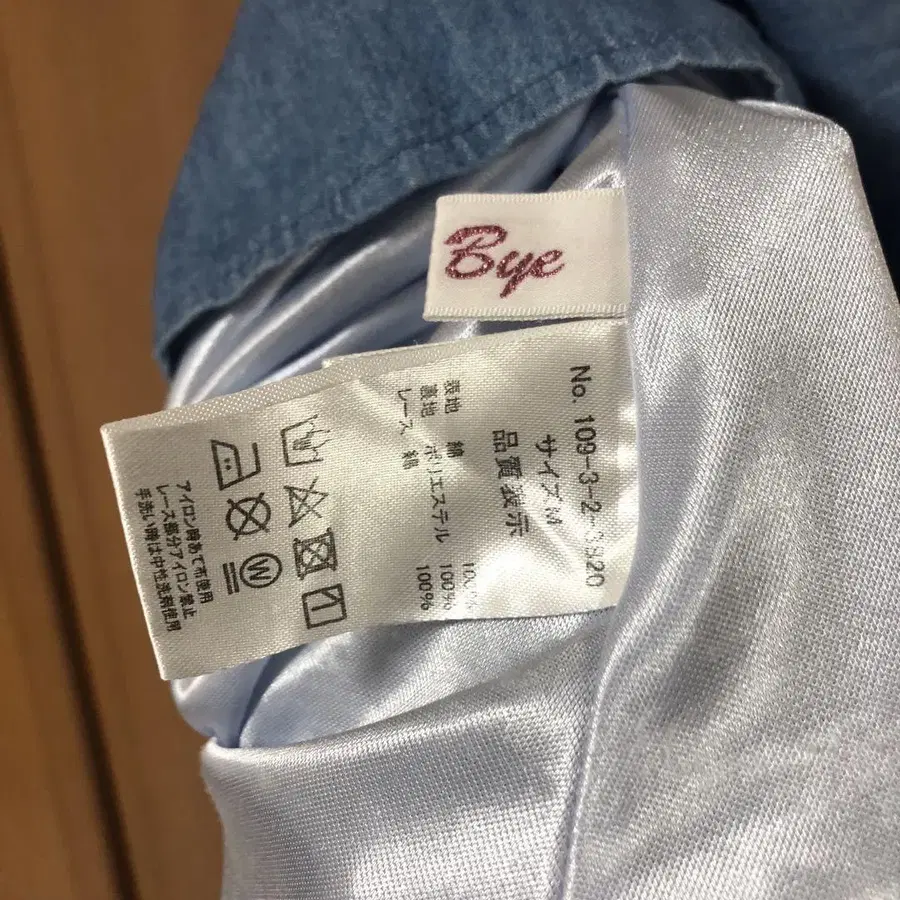 Bye
No. 109-3-2-
サイズ M
品質表示
表地 綿 100%
裏地 ポリエステル 100%
レース 綿 100%
W
アイロン時あて布使用
レース部分アイロン禁止
手洗い時は中性洗剤使用